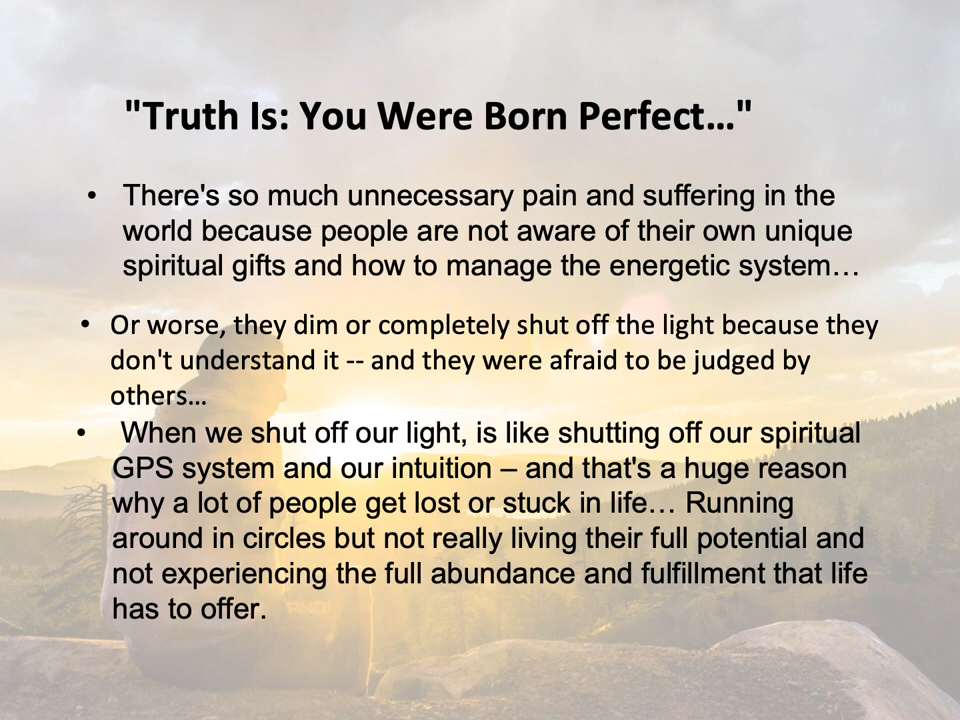 "Truth Is: You Were Born Perfect…"
• There's so much unnecessary pain and suffering in the
world because people are not aware of their own unique
spiritual gifts and how to manage the energetic system…
• Or worse, they dim or completely shut off the light because they
don't understand it -- and they were afraid to be judged by
others…
• When we shut off our light, is like shutting off our spiritual
GPS system and our intuition – and that's a huge reason
why a lot of people get lost or stuck in life… Running
around in circles but not really living their full potential and
not experiencing the full abundance and fulfillment that life
has to offer.